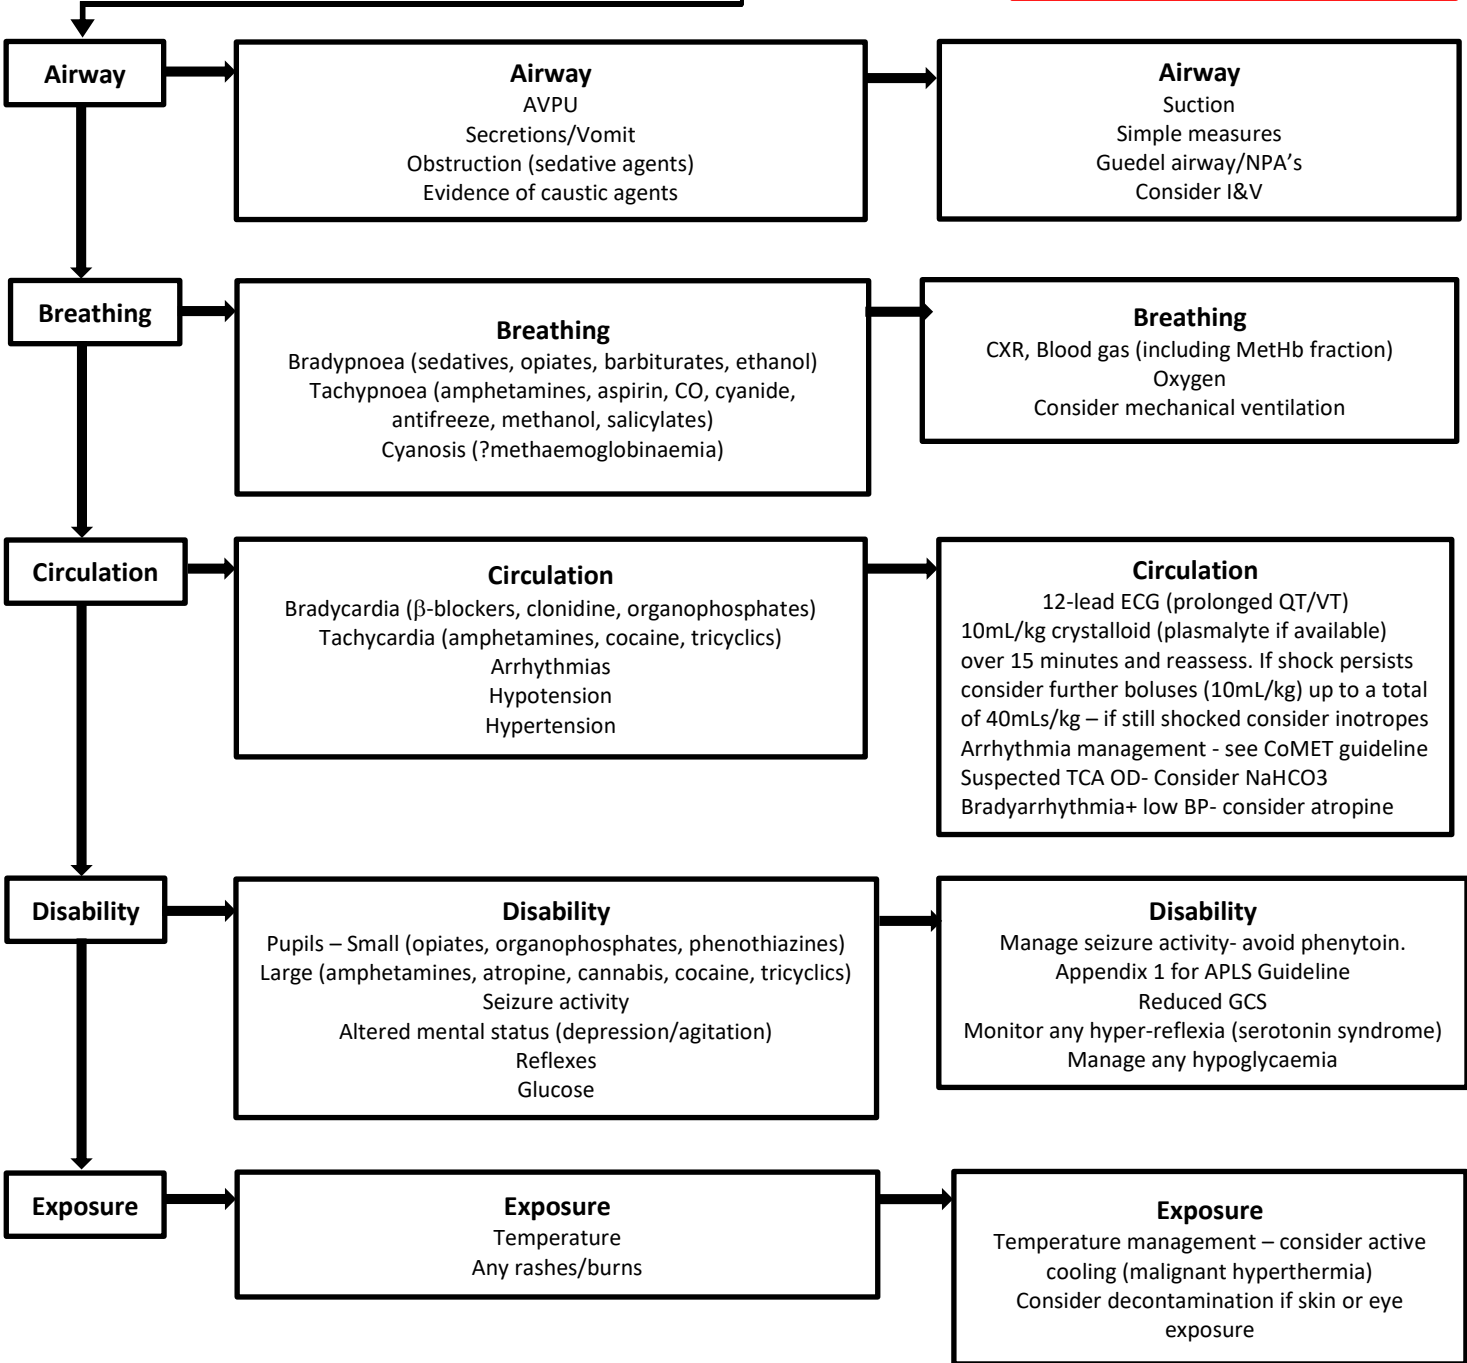 Airway
Airway
AVPU
Secretions/Vomit
Obstruction (sedative agents)
Evidence of caustic agents
Airway
Suction
Simple measures
Guedel airway/NPA’s
Consider I&V
Breathing
Breathing
Bradypnoea (sedatives, opiates, barbiturates, ethanol)
Tachypnoea (amphetamines, aspirin, CO, cyanide,
antifreeze, methanol, salicylates)
Cyanosis (?methaemoglobinaemia)
Breathing
CXR, Blood gas (including MetHb fraction)
Oxygen
Consider mechanical ventilation
Circulation
Circulation
Bradycardia (β-blockers, clonidine, organophosphates)
Tachycardia (amphetamines, cocaine, tricyclics)
Arrhythmias
Hypotension
Hypertension
Circulation
12-lead ECG (prolonged QT/VT)
10mL/kg crystalloid (plasmalyte if available)
over 15 minutes and reassess. If shock persists
consider further boluses (10mL/kg) up to a total
of 40mLs/kg – if still shocked consider inotropes
Arrhythmia management - see CoMET guideline
Suspected TCA OD- Consider NaHCO3
Bradyarrhythmia+ low BP- consider atropine
Disability
Disability
Pupils – Small (opiates, organophosphates, phenothiazines)
Large (amphetamines, atropine, cannabis, cocaine, tricyclics)
Seizure activity
Altered mental status (depression/agitation)
Reflexes
Glucose
Disability
Manage seizure activity- avoid phenytoin.
Appendix 1 for APLS Guideline
Reduced GCS
Monitor any hyper-reflexia (serotonin syndrome)
Manage any hypoglycaemia
Exposure
Exposure
Temperature
Any rashes/burns
Exposure
Temperature management – consider active
cooling (malignant hyperthermia)
Consider decontamination if skin or eye
exposure